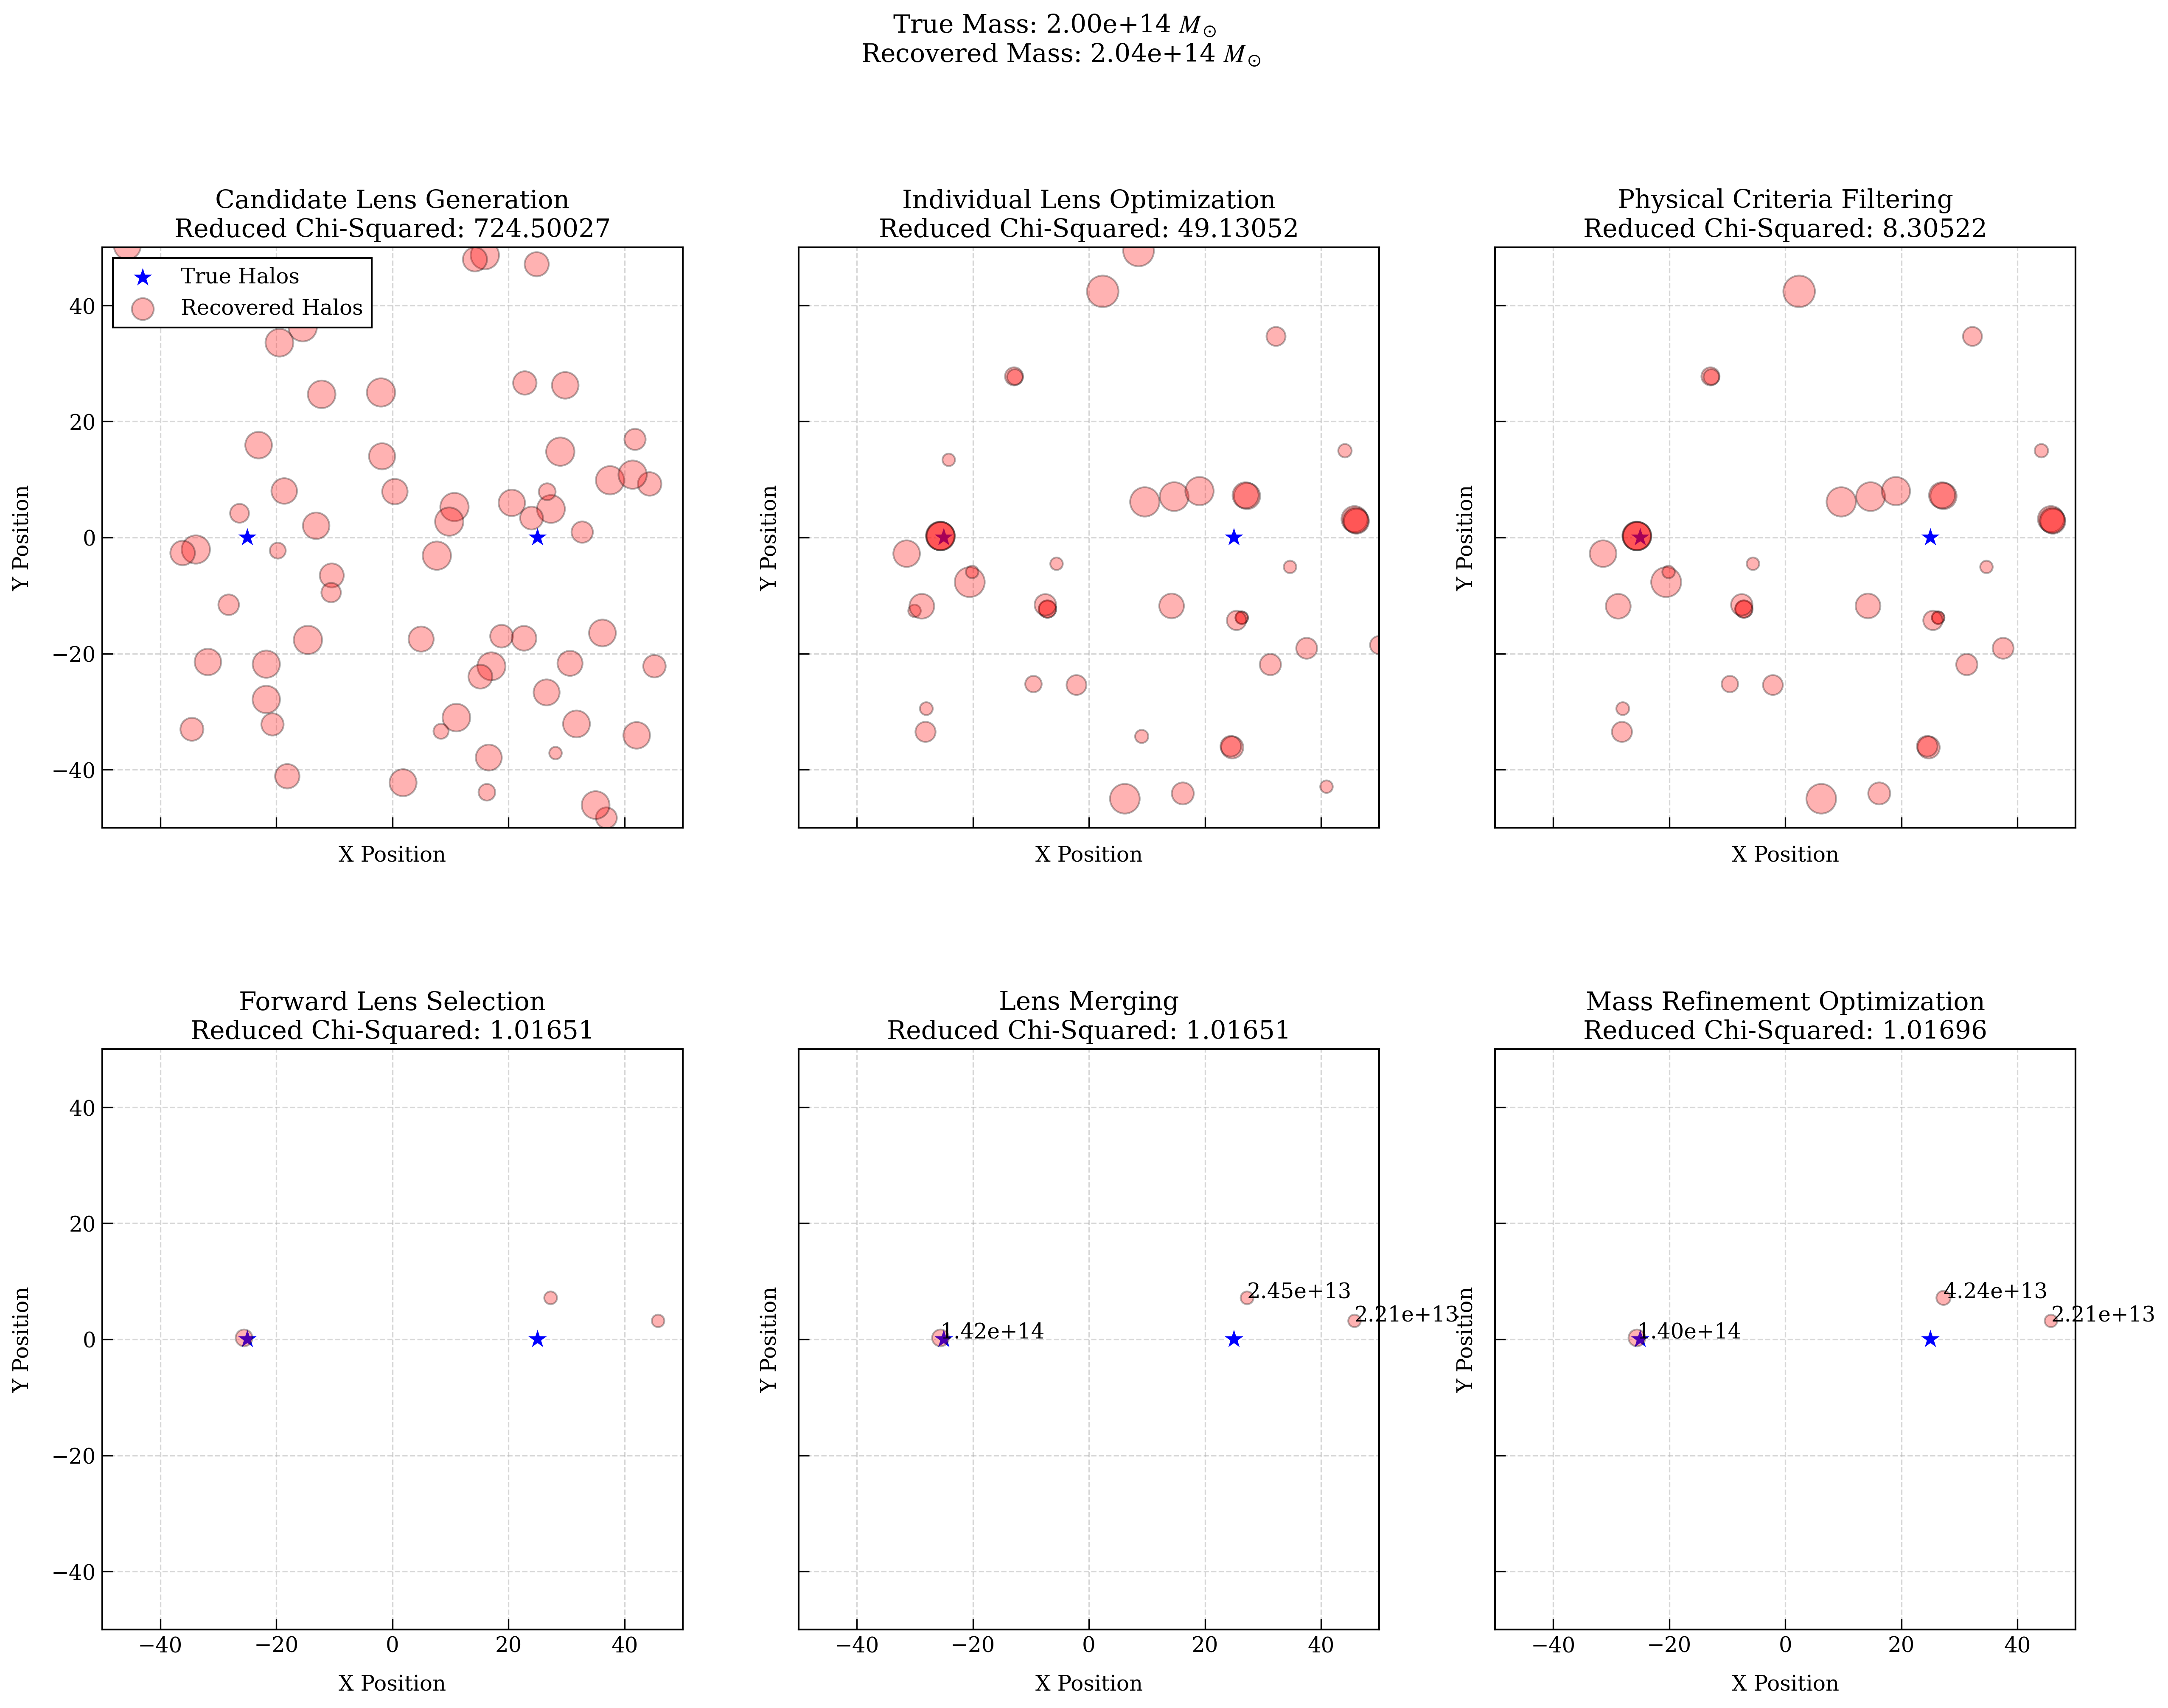 True Mass: 2.00e+14 M⊙
Recovered Mass: 2.04e+14 M⊙
Candidate Lens Generation
Reduced Chi-Squared: 724.50027
True Halos
Recovered Halos
40
20
0
−20
−40
Y Position
X Position
Individual Lens Optimization
Reduced Chi-Squared: 49.13052
Y Position
X Position
Physical Criteria Filtering
Reduced Chi-Squared: 8.30522
Y Position
X Position
Forward Lens Selection
Reduced Chi-Squared: 1.01651
40
20
0
−20
−40
Y Position
−40 −20 0 20 40
X Position
Lens Merging
Reduced Chi-Squared: 1.01651
2.45e+13
2.21e+13
1.42e+14
Y Position
−40 −20 0 20 40
X Position
Mass Refinement Optimization
Reduced Chi-Squared: 1.01696
4.24e+13
2.21e+13
1.40e+14
Y Position
−40 −20 0 20 40
X Position